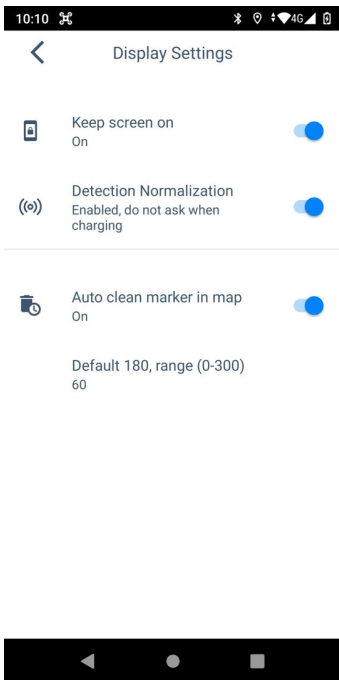 10:10
4G
Display Settings
Keep screen on
On
Detection Normalization
Enabled, do not ask when
charging
Auto clean marker in map
On
Default 180, range (0-300)
60